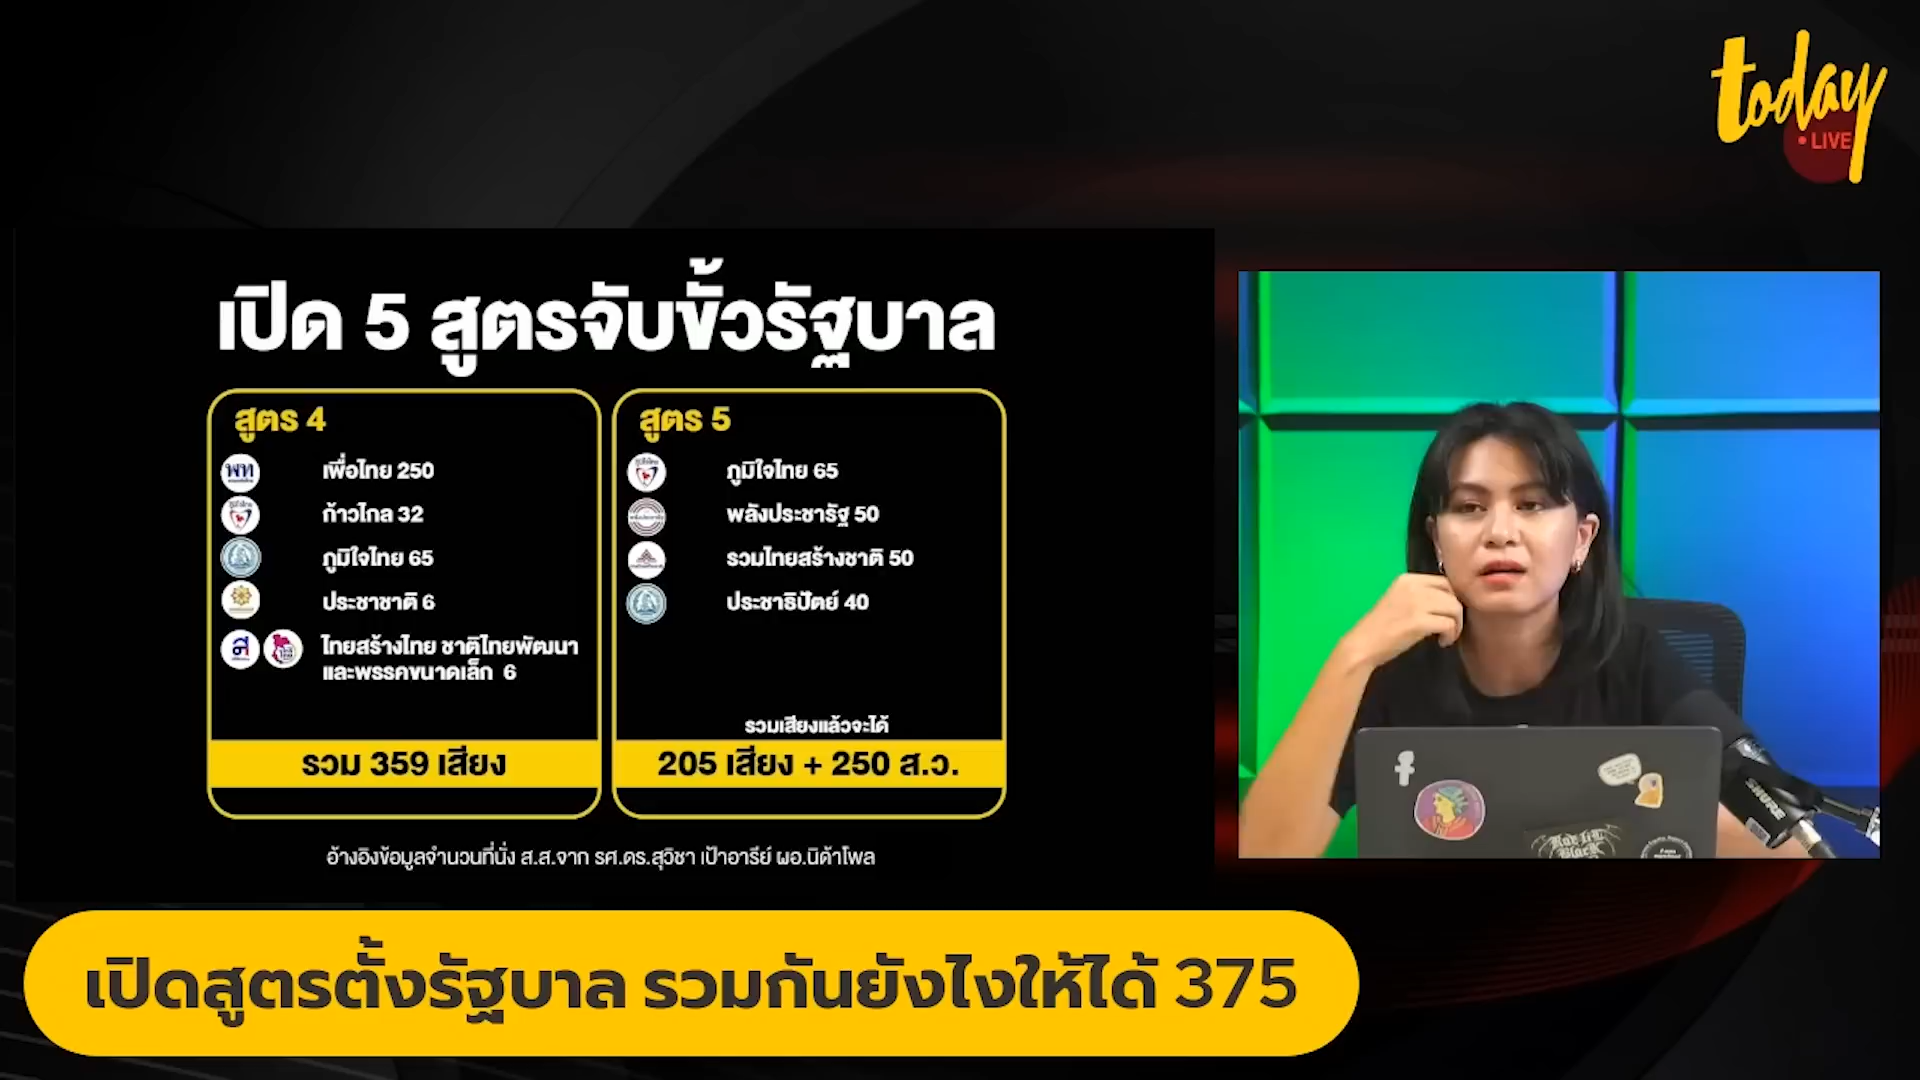 today
• LIVE
เปิด 5 สูตรจับขั้วรัฐบาล
สูตร 4
พท
เพื่อไทย 250
ก้าวไกล 32
ภูมิใจไทย 65
ประชาชาติ 6
ไทยสร้างไทย ชาติไทยพัฒนา
และพรรคขนาดเล็ก 6
รวม 359 เสียง
สูตร 5
ภูมิใจไทย 65
พลังประชารัฐ 50
รวมไทยสร้างชาติ 50
ประชาธิปัตย์ 40
รวมเสียงแล้วจะได้
205 เสียง + 250 ส.ว.
อ้างอิงข้อมูลจำนวนที่นั่ง ส.ส.จาก รศ.ดร.สุวิชา เป้าอารีย์ ผอ.นิด้าโพล
SHURE
เปิดสูตรตั้งรัฐบาล รวมกันยังไงให้ได้ 375